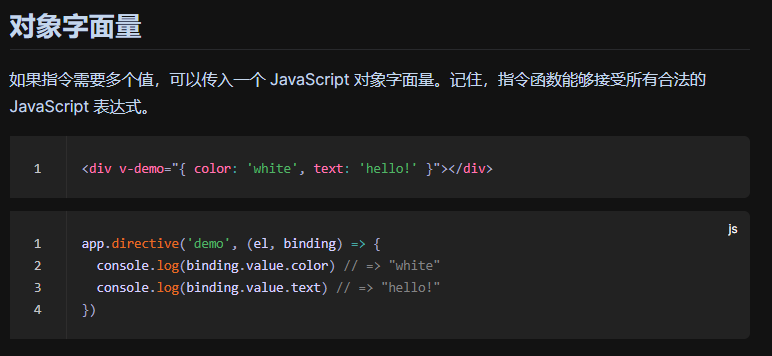 对象字面量
如果指令需要多个值，可以传入一个 JavaScript 对象字面量。记住，指令函数能够接受所有合法的
JavaScript 表达式。
1 <div v-demo="{ color: 'white', text: 'hello!' }"></div>
js
1 app.directive('demo', (el, binding) => {
2   console.log(binding.value.color) // => "white"
3   console.log(binding.value.text) // => "hello!"
4 })